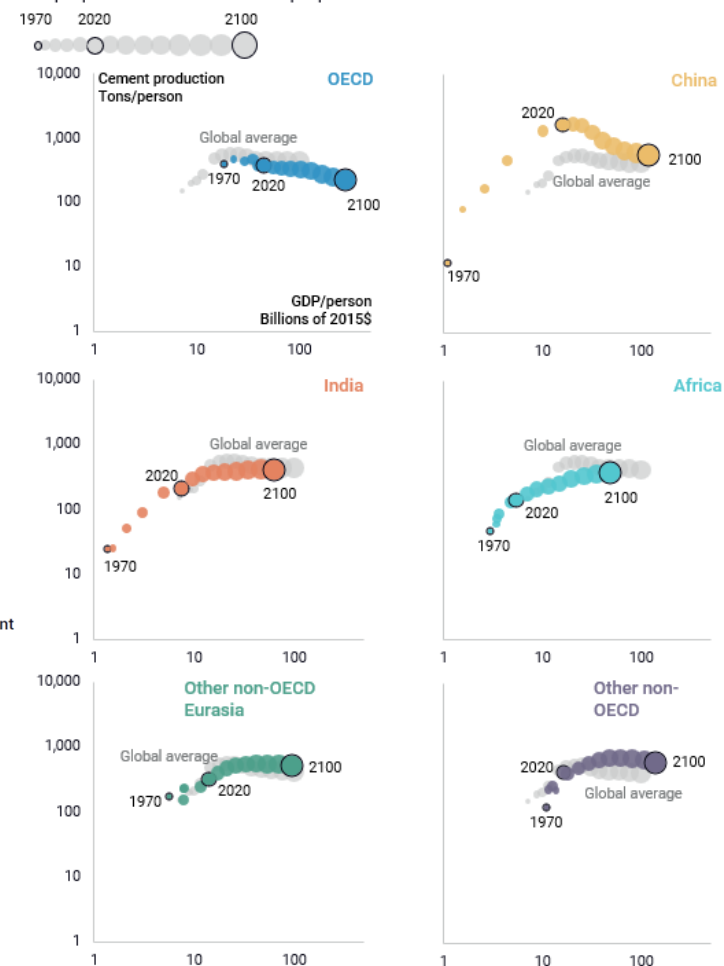 1970 2020 2100
10,000
Cement production
Tons/person
OECD
1,000
Global average
1970
2020
2100
100
10
GDP/person
Billions of 2015$
1
1 10 100
China
2020
2100
Global average
1970
1 10 100
10,000
India
1,000
Global average
2020
2100
100
1970
10
1
1 10 100
Africa
Global average
2100
2020
1970
1 10 100
nt
10,000
Other non-OECD
Eurasia
1,000
Global average
2100
2020
1970
100
10
1
1 10 100
Other non-
OECD
2020
2100
Global average
1970
1 10 100